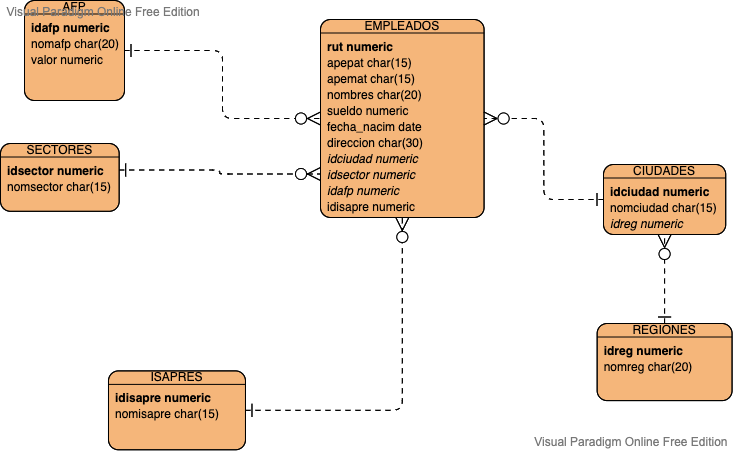 Visual Paradigm Online Free Edition
AFP
idafp numeric
nomafp char(20)
valor numeric
EMPLEADOS
rut numeric
apepat char(15)
apemat char(15)
nombres char(20)
sueldo numeric
fecha_nacim date
direccion char(30)
idciudad numeric
idsector numeric
idafp numeric
idisapre numeric
SECTORES
idsector numeric
nomsector char(15)
CIUDADES
idciudad numeric
nomciudad char(15)
idreg numeric
REGIONES
idreg numeric
nomreg char(20)
ISAPRES
idisapre numeric
nomisapre char(15)
Visual Paradigm Online Free Edition